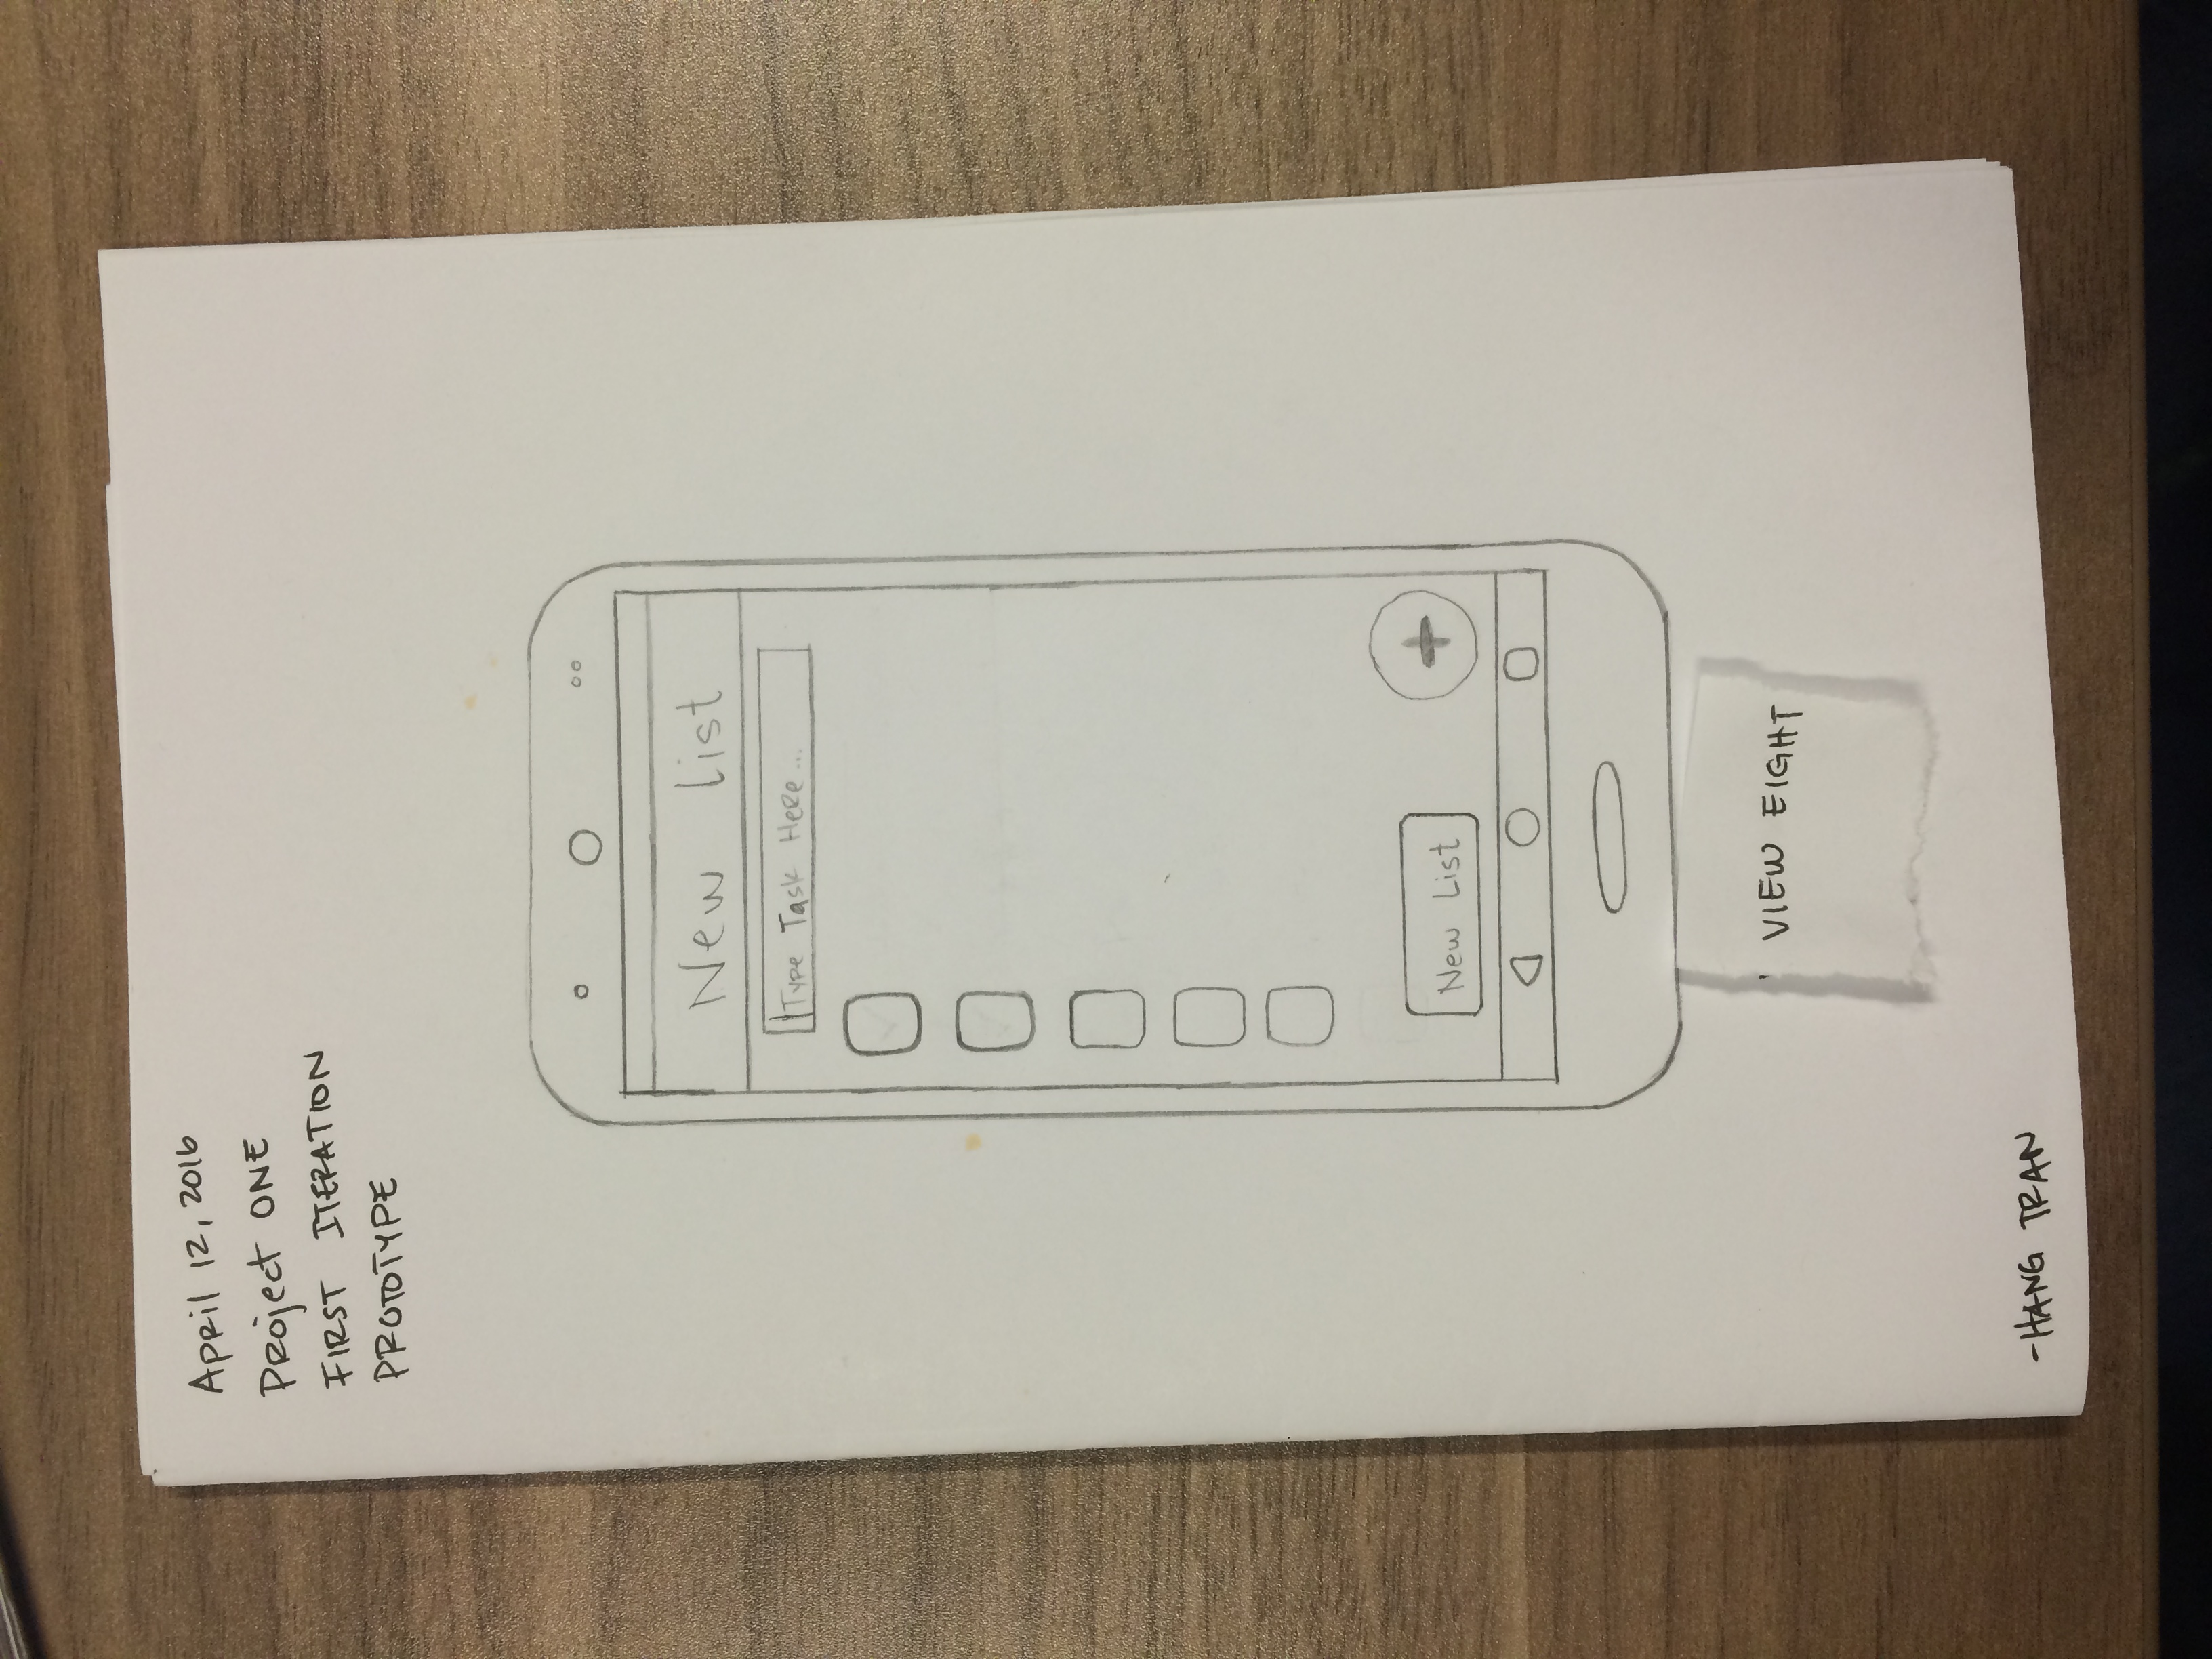 April 12, 2016
Project ONE
FIRST ITERATION
PROTOTYPE
New list
Type Task Here ...
New List
VIEW EIGHT
-HANG TRAN